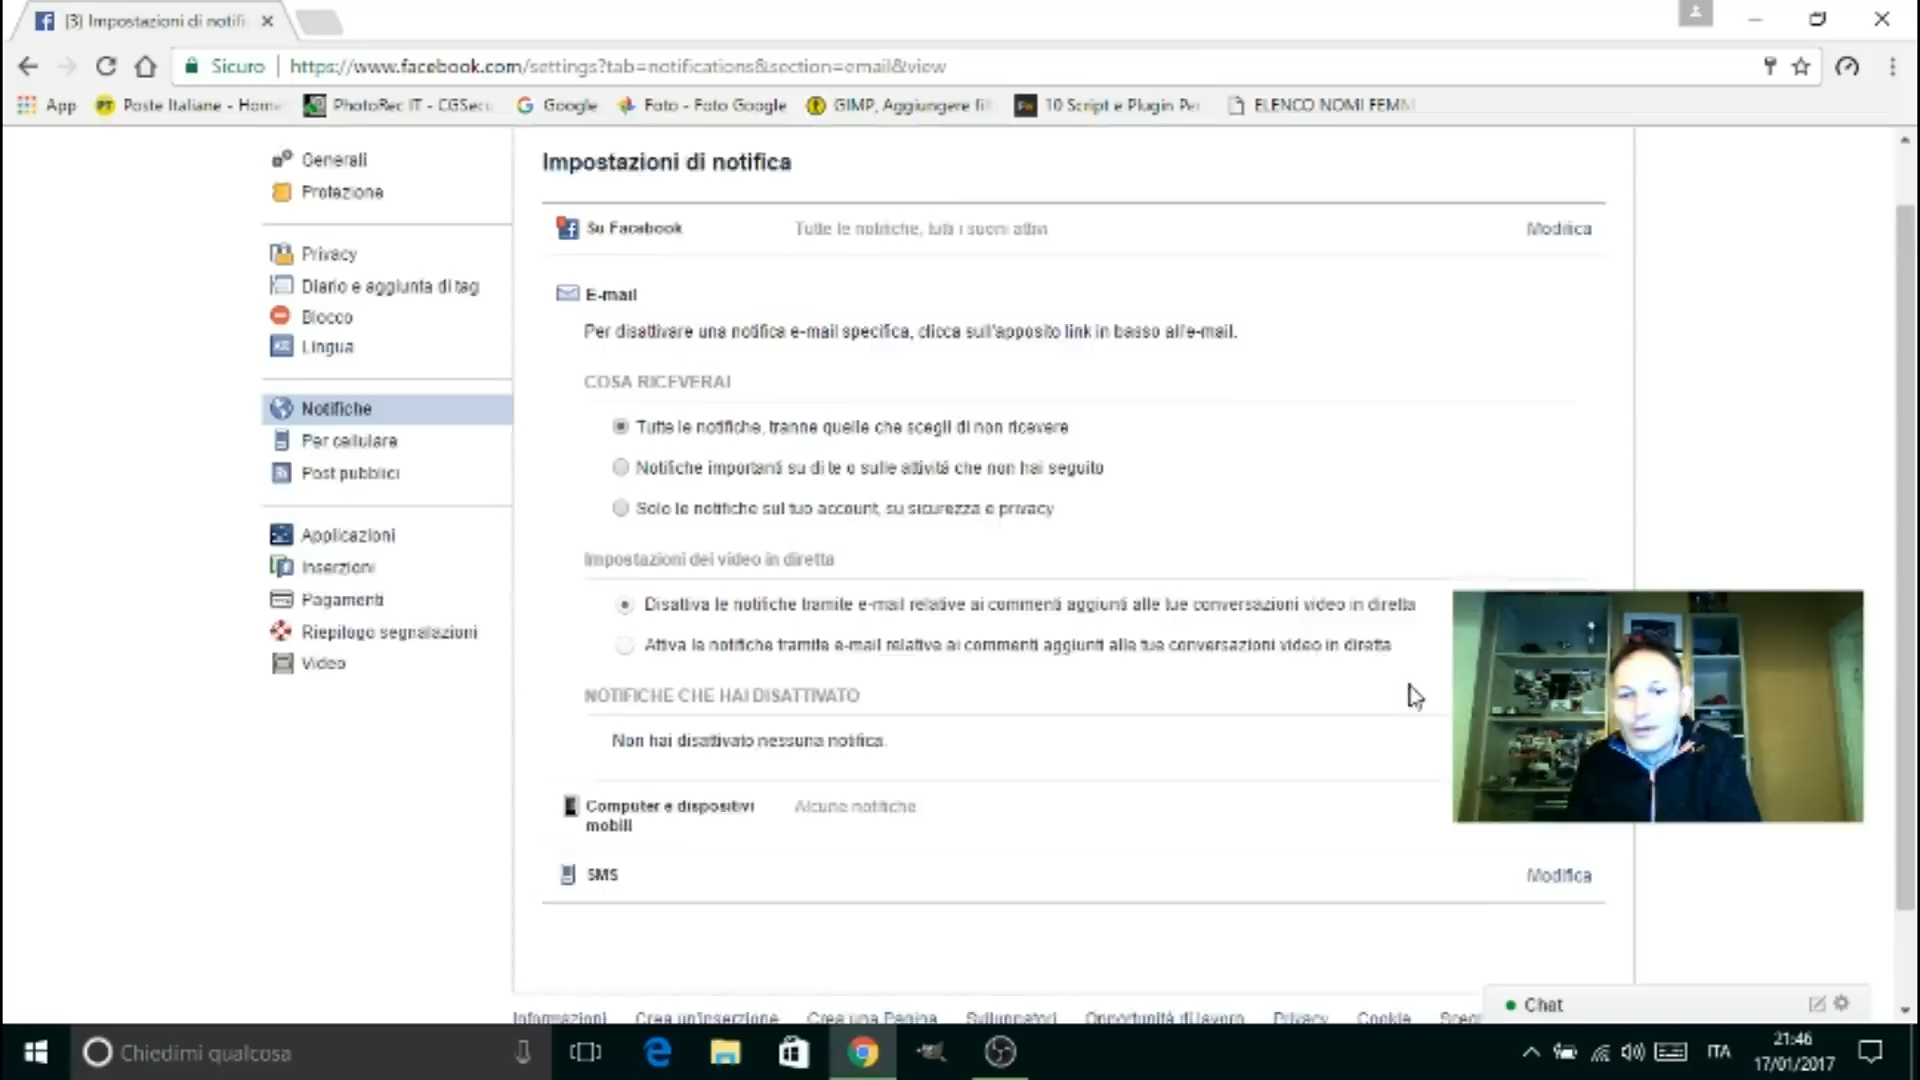 (3) Impostazioni di notifi
Sicuro
https://www.facebook.com/settings?tab=notifications&section=email&view
App
Poste Italiane - Home
PhotoRec IT - CGSecu
Google
Foto - Foto Google
GIMP, Aggiungere fil
10 Script e Plugin Per
ELENCO NOMI FEMM
Generali
Protezione
Privacy
Diario e aggiunta di tag
Blocco
Lingua
Notifiche
Per cellulare
Post pubblici
Applicazioni
Inserzioni
Pagamenti
Riepilogo segnalazioni
Video
Impostazioni di notifica
Su Facebook
Tutte le notifiche, tutti i suoni attivi
Modifica
E-mail
Per disattivare una notifica e-mail specifica, clicca sull'apposito link in basso all'e-mail.
COSA RICEVERAI
Tutte le notifiche, tranne quelle che scegli di non ricevere
Notifiche importanti su di te o sulle attività che non hai seguito
Solo le notifiche sul tuo account, su sicurezza e privacy
Impostazioni dei video in diretta
Disattiva le notifiche tramite e-mail relative ai commenti aggiunti alle tue conversazioni video in diretta
Attiva le notifiche tramite e-mail relative ai commenti aggiunti alle tue conversazioni video in diretta
NOTIFICHE CHE HAI DISATTIVATO
Non hai disattivato nessuna notifica.
Computer e dispositivi
mobili
Alcune notifiche
SMS
Modifica
Informazioni
Crea un'inserzione
Crea una Pagina
Sviluppatori
Opportunità di lavoro
Privacy
Cookie
Scegl
Chat
Chiedimi qualcosa
ITA
21:46
17/01/2017